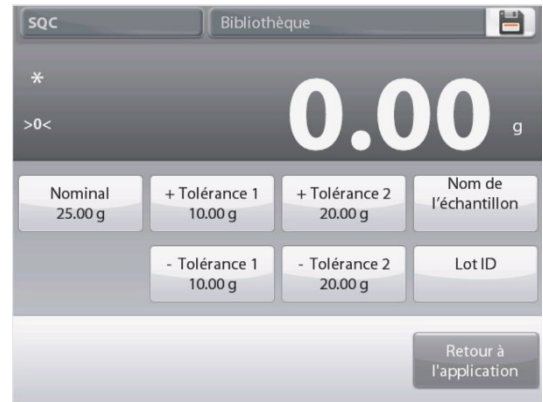 SQC
Bibliothèque
*
>0<
0.00 g
Nominal
25.00 g
+ Tolérance 1
10.00 g
+ Tolérance 2
20.00 g
Nom de
l'échantillon
- Tolérance 1
10.00 g
- Tolérance 2
20.00 g
Lot ID
Retour à
l'application